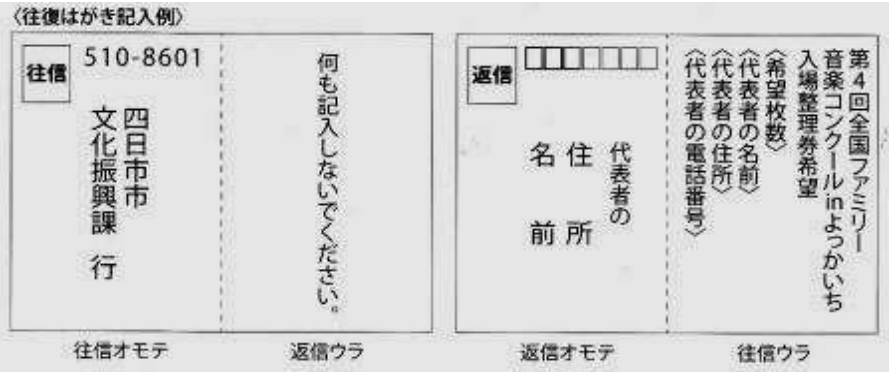 〈往復はがき記入例〉
往信
510-8601
四日市市
文化振興課 行
何も記入しないでください。
往信オモテ
返信ウラ
返信
代表者の
住所
名前
第4回全国ファミリー
音楽コンクールinよっかいち
入場整理券希望
〈希望枚数〉
〈代表者の名前〉
〈代表者の住所〉
〈代表者の電話番号〉
返信オモテ
往信ウラ